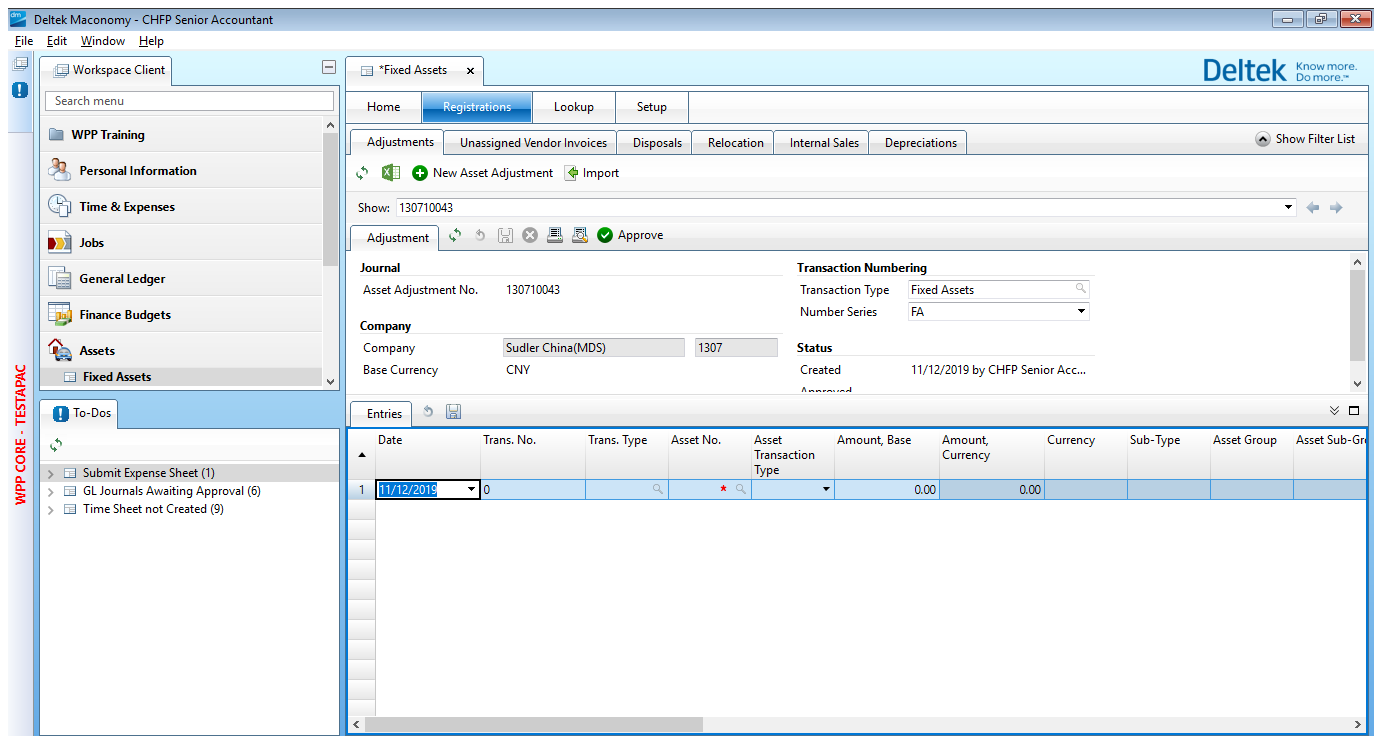 Deltek Maconomy - CHFP Senior Accountant
File Edit Window Help
Workspace Client
Search menu
WPP Training
Personal Information
Time & Expenses
Jobs
General Ledger
Finance Budgets
Assets
Fixed Assets
To-Dos
Submit Expense Sheet (1)
GL Journals Awaiting Approval (6)
Time Sheet not Created (9)
WPP CORE - TESTAPAC
*Fixed Assets
Deltek Know more. Do more.™
Home Registrations Lookup Setup
Adjustments Unassigned Vendor Invoices Disposals Relocation Internal Sales Depreciations Show Filter List
New Asset Adjustment Import
Show: 130710043
Adjustment Approve
Journal
Asset Adjustment No. 130710043
Company
Company Sudler China(MDS) 1307
Base Currency CNY
Transaction Numbering
Transaction Type Fixed Assets
Number Series FA
Status
Created 11/12/2019 by CHFP Senior Acc...
Approved
Entries
Date Trans. No. Trans. Type Asset No. Asset Transaction Type Amount, Base Amount, Currency Currency Sub-Type Asset Group Asset Sub-Gr
1 11/12/2019 0 * 0.00 0.00